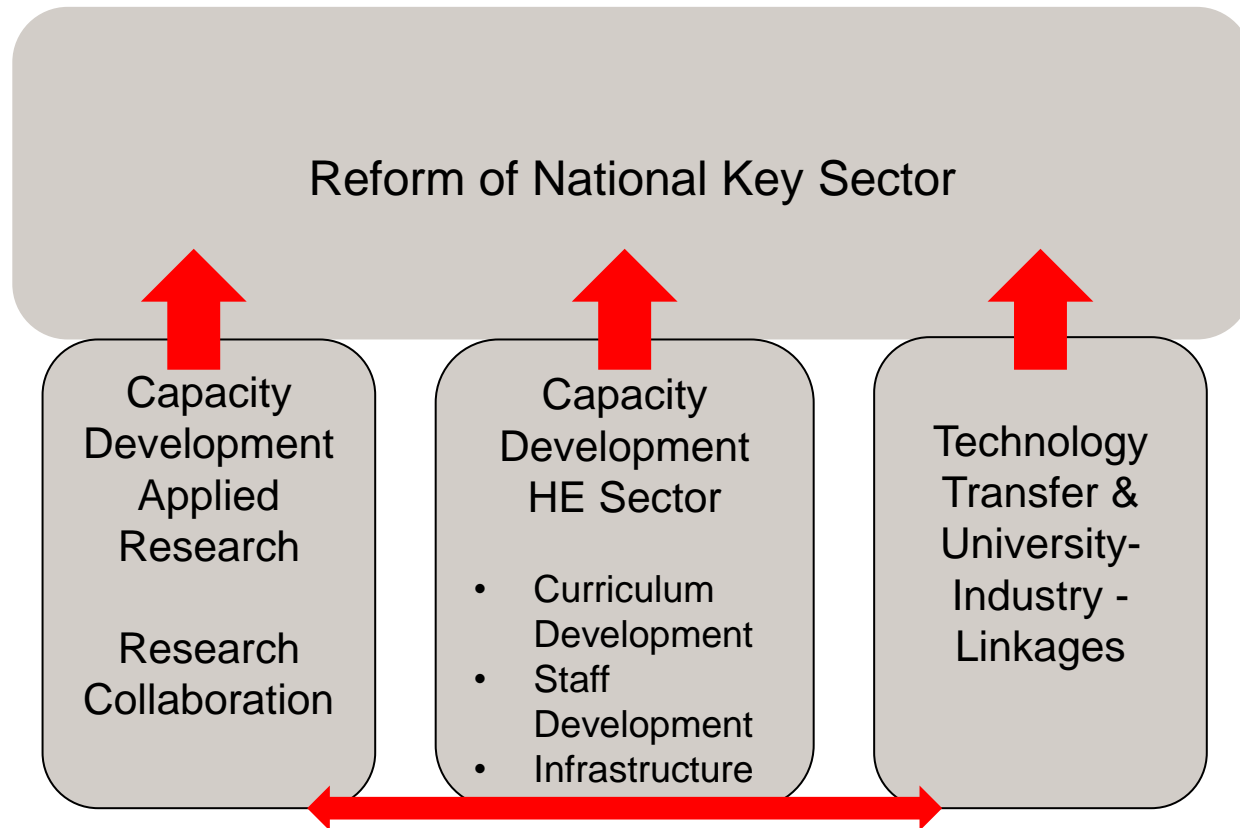 Reform of National Key Sector
Capacity
Development
Applied
Research
Research
Collaboration
Capacity
Development
HE Sector
• Curriculum
Development
• Staff
Development
• Infrastructure
Technology
Transfer &
University-
Industry -
Linkages